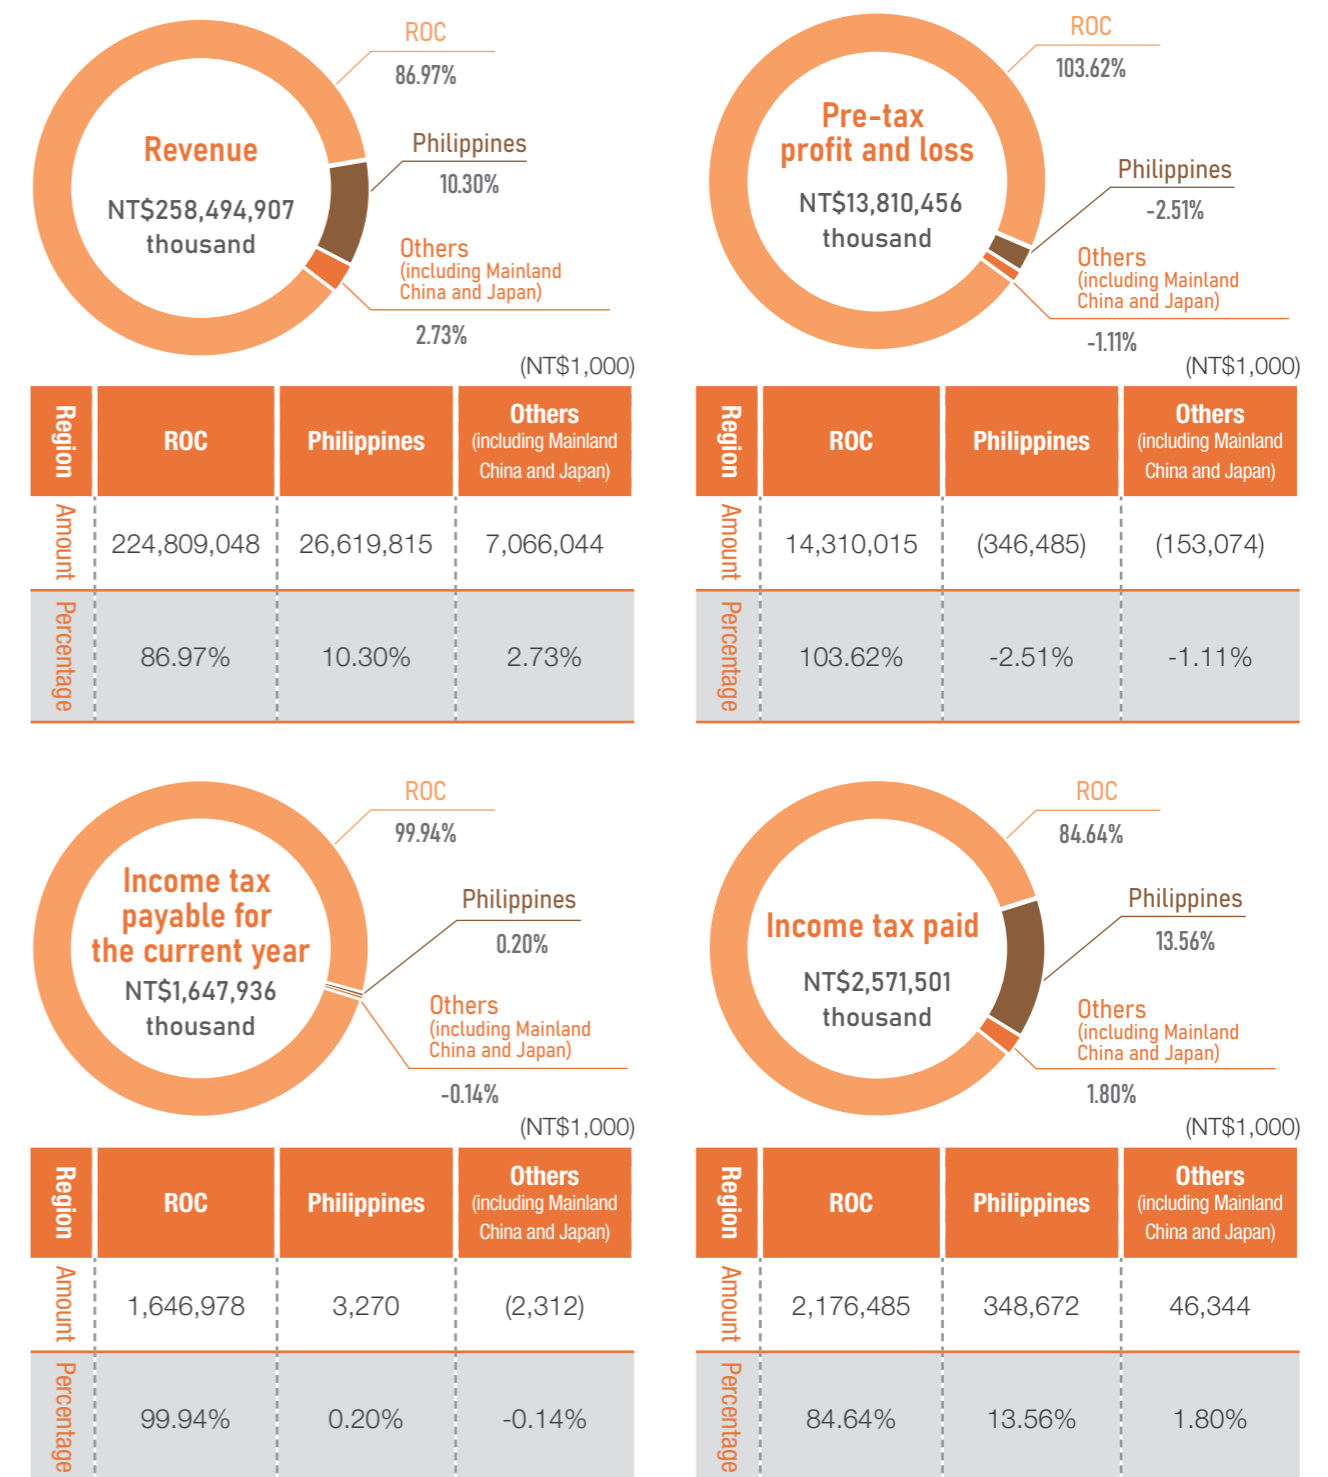 ROC
86.97%
Revenue
NT$258,494,907
thousand
Philippines
10.30%
Others
(including Mainland
China and Japan)
2.73%
(NT$1,000)
Region
ROC
Philippines
Others
(including Mainland
China and Japan)
Amount
224,809,048
26,619,815
7,066,044
Percentage
86.97%
10.30%
2.73%
ROC
103.62%
Pre-tax
profit and loss
NT$13,810,456
thousand
Philippines
-2.51%
Others
(including Mainland
China and Japan)
-1.11%
(NT$1,000)
Region
ROC
Philippines
Others
(including Mainland
China and Japan)
Amount
14,310,015
(346,485)
(153,074)
Percentage
103.62%
-2.51%
-1.11%
ROC
99.94%
Income tax
payable for
the current year
NT$1,647,936
thousand
Philippines
0.20%
Others
(including Mainland
China and Japan)
-0.14%
(NT$1,000)
Region
ROC
Philippines
Others
(including Mainland
China and Japan)
Amount
1,646,978
3,270
(2,312)
Percentage
99.94%
0.20%
-0.14%
ROC
84.64%
Income tax paid
NT$2,571,501
thousand
Philippines
13.56%
Others
(including Mainland
China and Japan)
1.80%
(NT$1,000)
Region
ROC
Philippines
Others
(including Mainland
China and Japan)
Amount
2,176,485
348,672
46,344
Percentage
84.64%
13.56%
1.80%